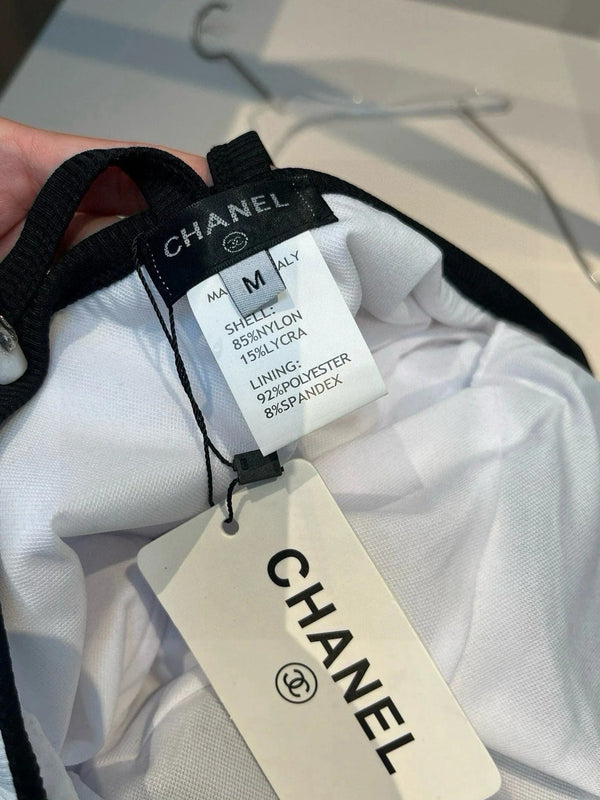 CHANEL
M
MA ALY
SHELL:
85%NYLON
15%LYCRA
LINING:
92%POLYESTER
8%SPANDEX
CHANEL